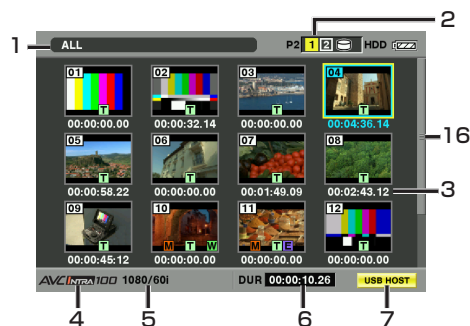 2
1 ALL P2 1 2 HDD
01 02 03 04
T T T T
00:00:00.00 00:00:32.14 00:00:00.00 00:04:36.14
16
05 06 07 08
T T T T
00:00:58.22 00:00:00.00 00:01:49.09 00:02:43.12 3
09 10 11 12
T M T W M T E T
00:00:45:12 00:00:00.00 00:00:00.00 00:00:00.00
AVC INTRA 100 1080/60i DUR 00:00:10.26 USB HOST
4 5 6 7